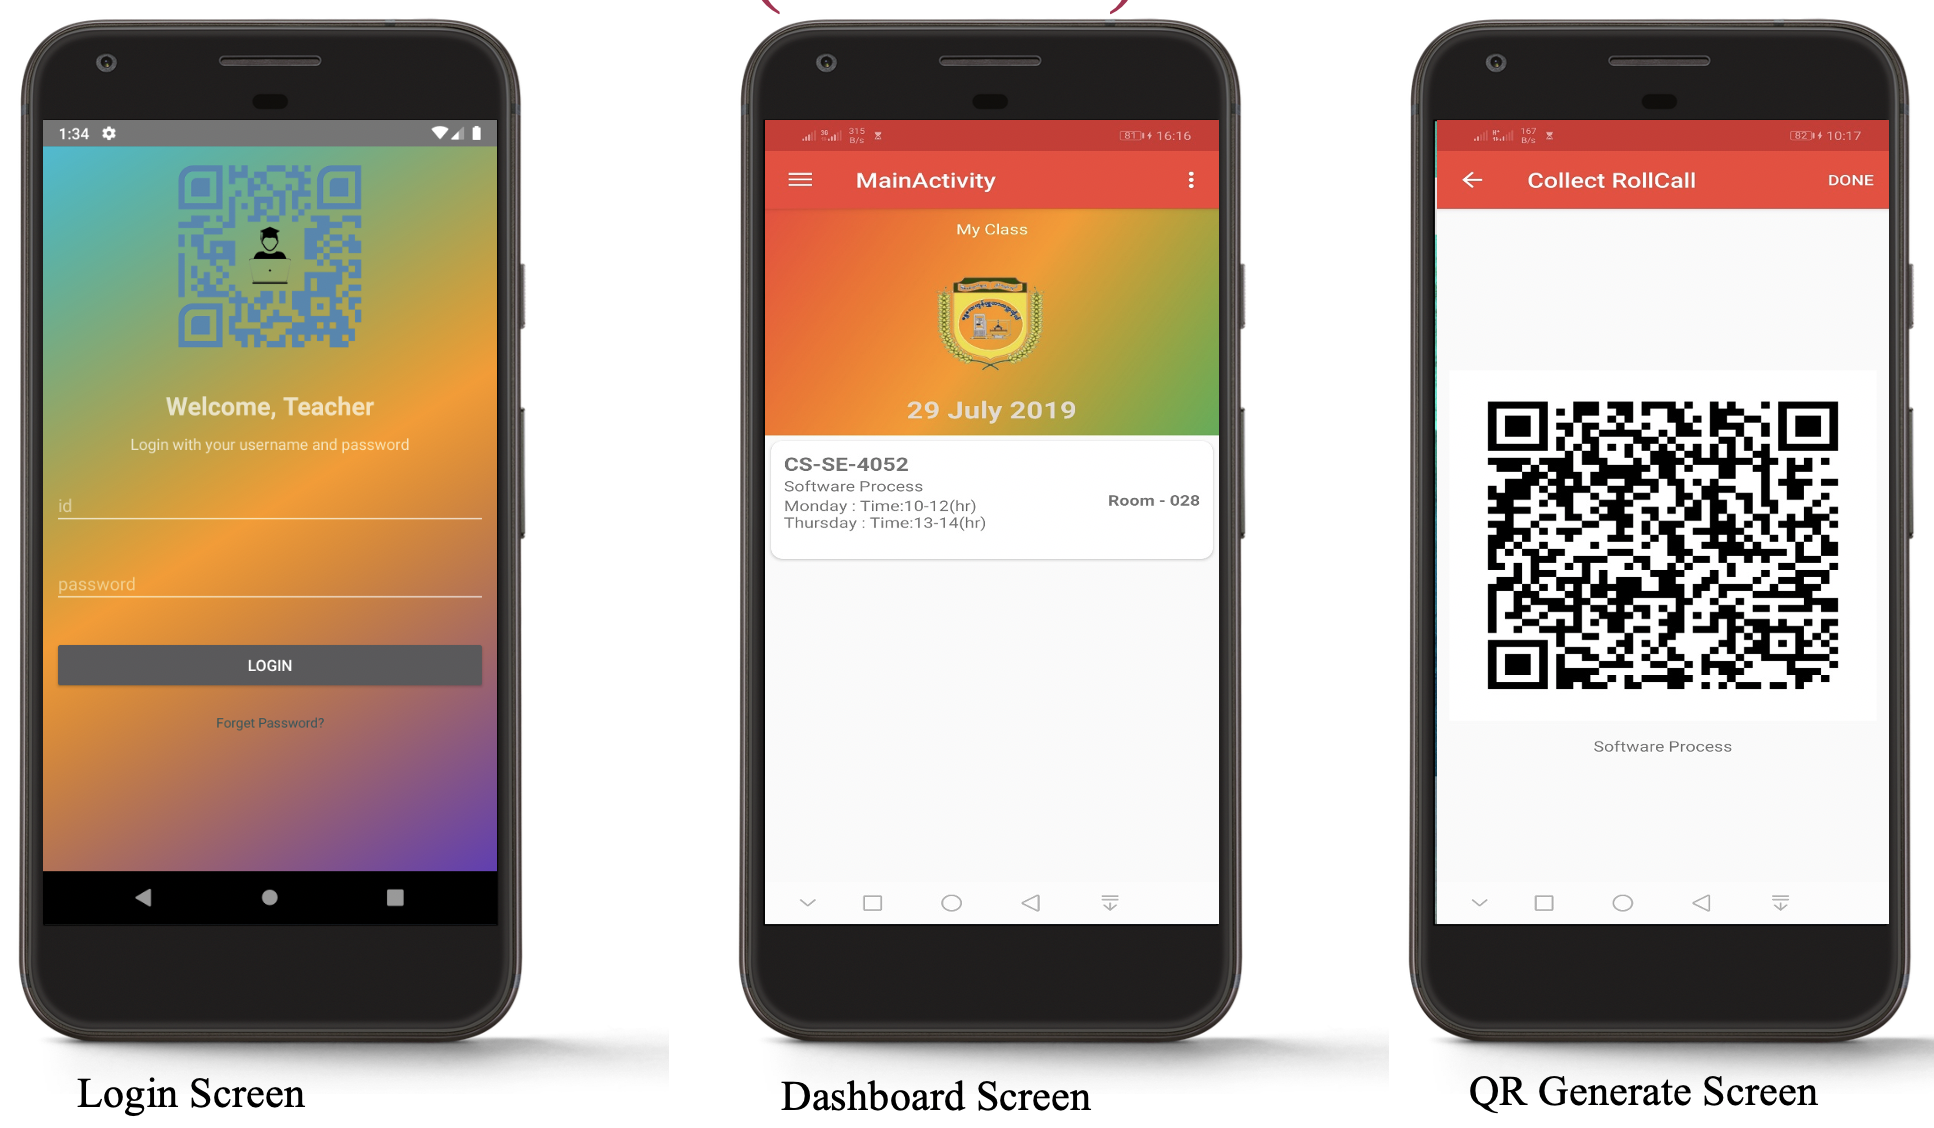 1:34
Welcome, Teacher
Login with your username and password
id
password
LOGIN
Forget Password?
Login Screen
3G
315
B/s
81
16:16
MainActivity
My Class
29 July 2019
CS-SE-4052
Software Process
Monday : Time:10-12(hr)
Thursday : Time:13-14(hr)
Room - 028
Dashboard Screen
167
B/s
82
10:17
Collect RollCall
DONE
Software Process
QR Generate Screen